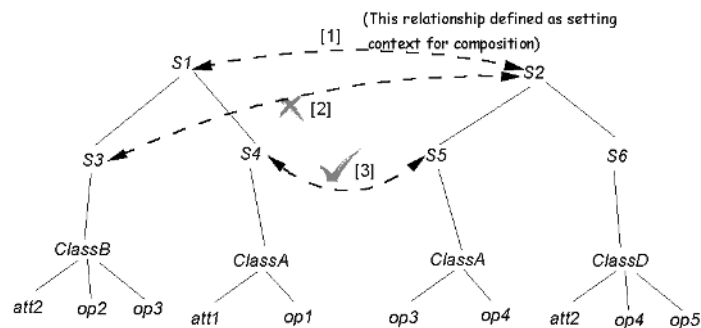 (This relationship defined as setting
context for composition)
[1]
S1
S2
[2]
S3
S4
[3]
S5
S6
ClassB
ClassA
ClassA
ClassD
att2
op2
op3
att1
op1
op3
op4
att2
op4
op5